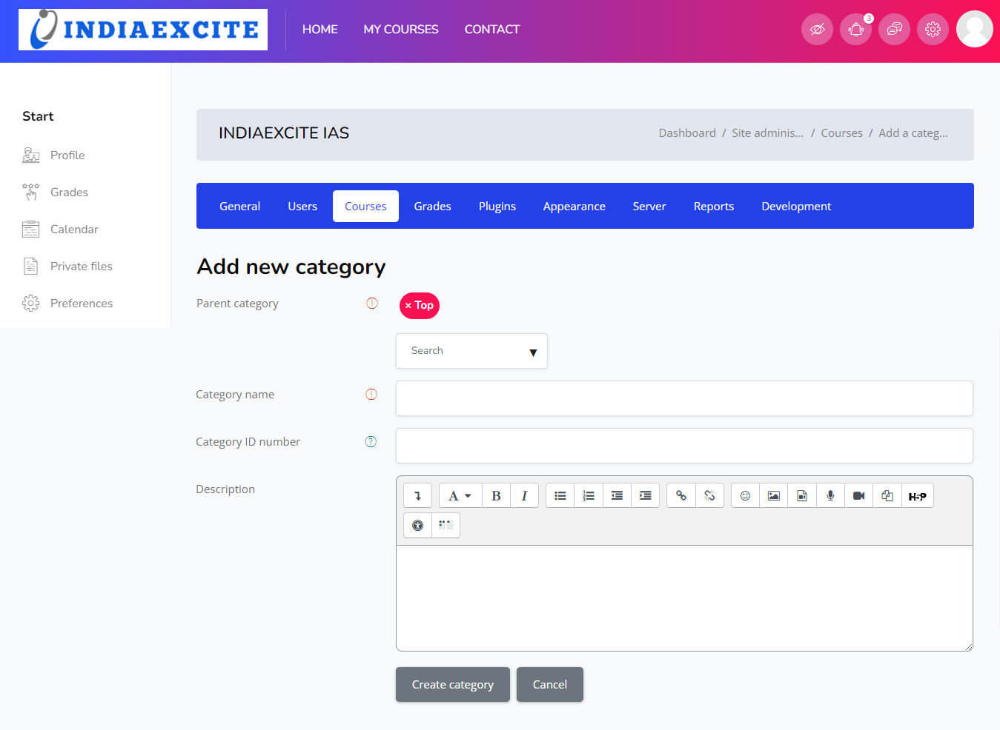 INDIAEXCITE
HOME MY COURSES CONTACT
3
Start
Profile
Grades
Calendar
Private files
Preferences
INDIAEXCITE IAS
Dashboard / Site adminis... / Courses / Add a categ...
General Users Courses Grades Plugins Appearance Server Reports Development
Add new category
Parent category
× Top
Search
Category name
Category ID number
Description
A B I
H5P
Create category Cancel